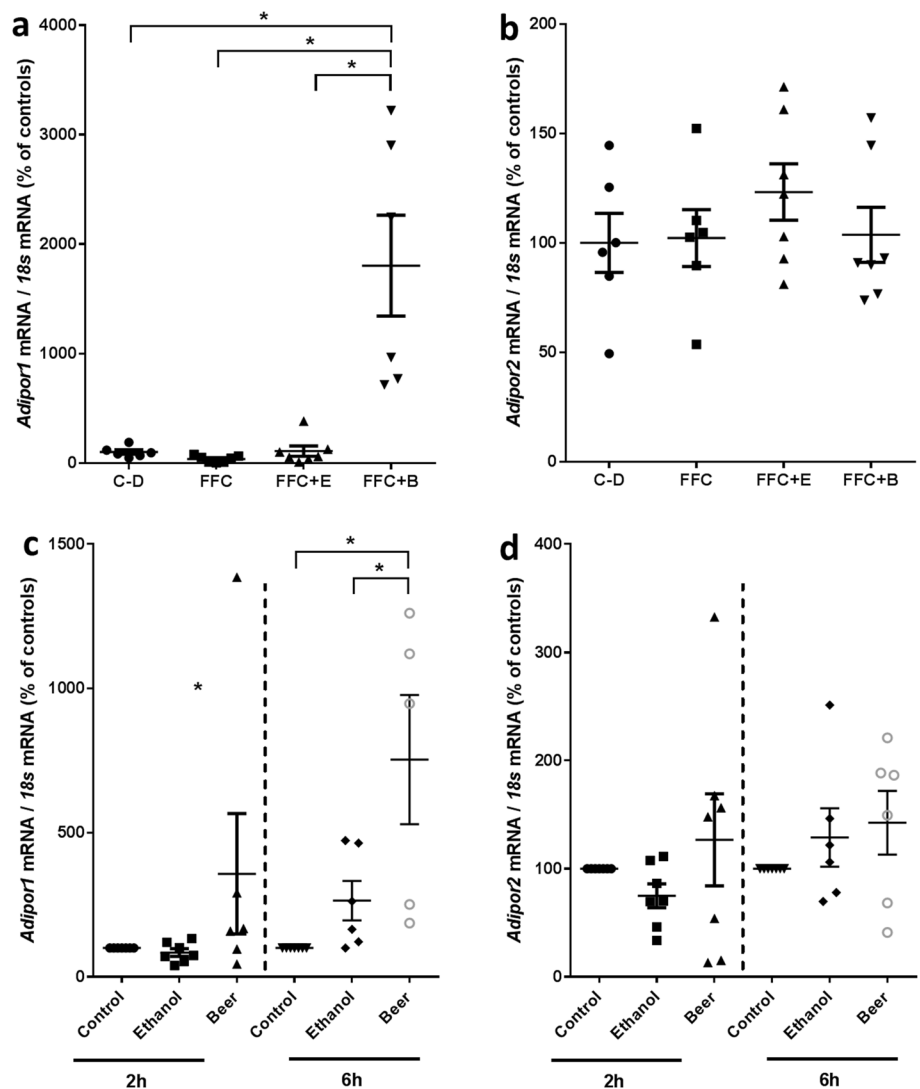 a
Adipor1 mRNA / 18s mRNA (% of controls)
4000
3000
2000
1000
0
*
*
*
C-D FFC FFC+E FFC+B
b
Adipor2 mRNA / 18s mRNA (% of controls)
200
150
100
50
0
C-D FFC FFC+E FFC+B
c
Adipor1 mRNA / 18s mRNA (% of controls)
1500
1000
500
0
*
*
*
Control Ethanol Beer Control Ethanol Beer
2h 6h
d
Adipor2 mRNA / 18s mRNA (% of controls)
400
300
200
100
0
Control Ethanol Beer Control Ethanol Beer
2h 6h